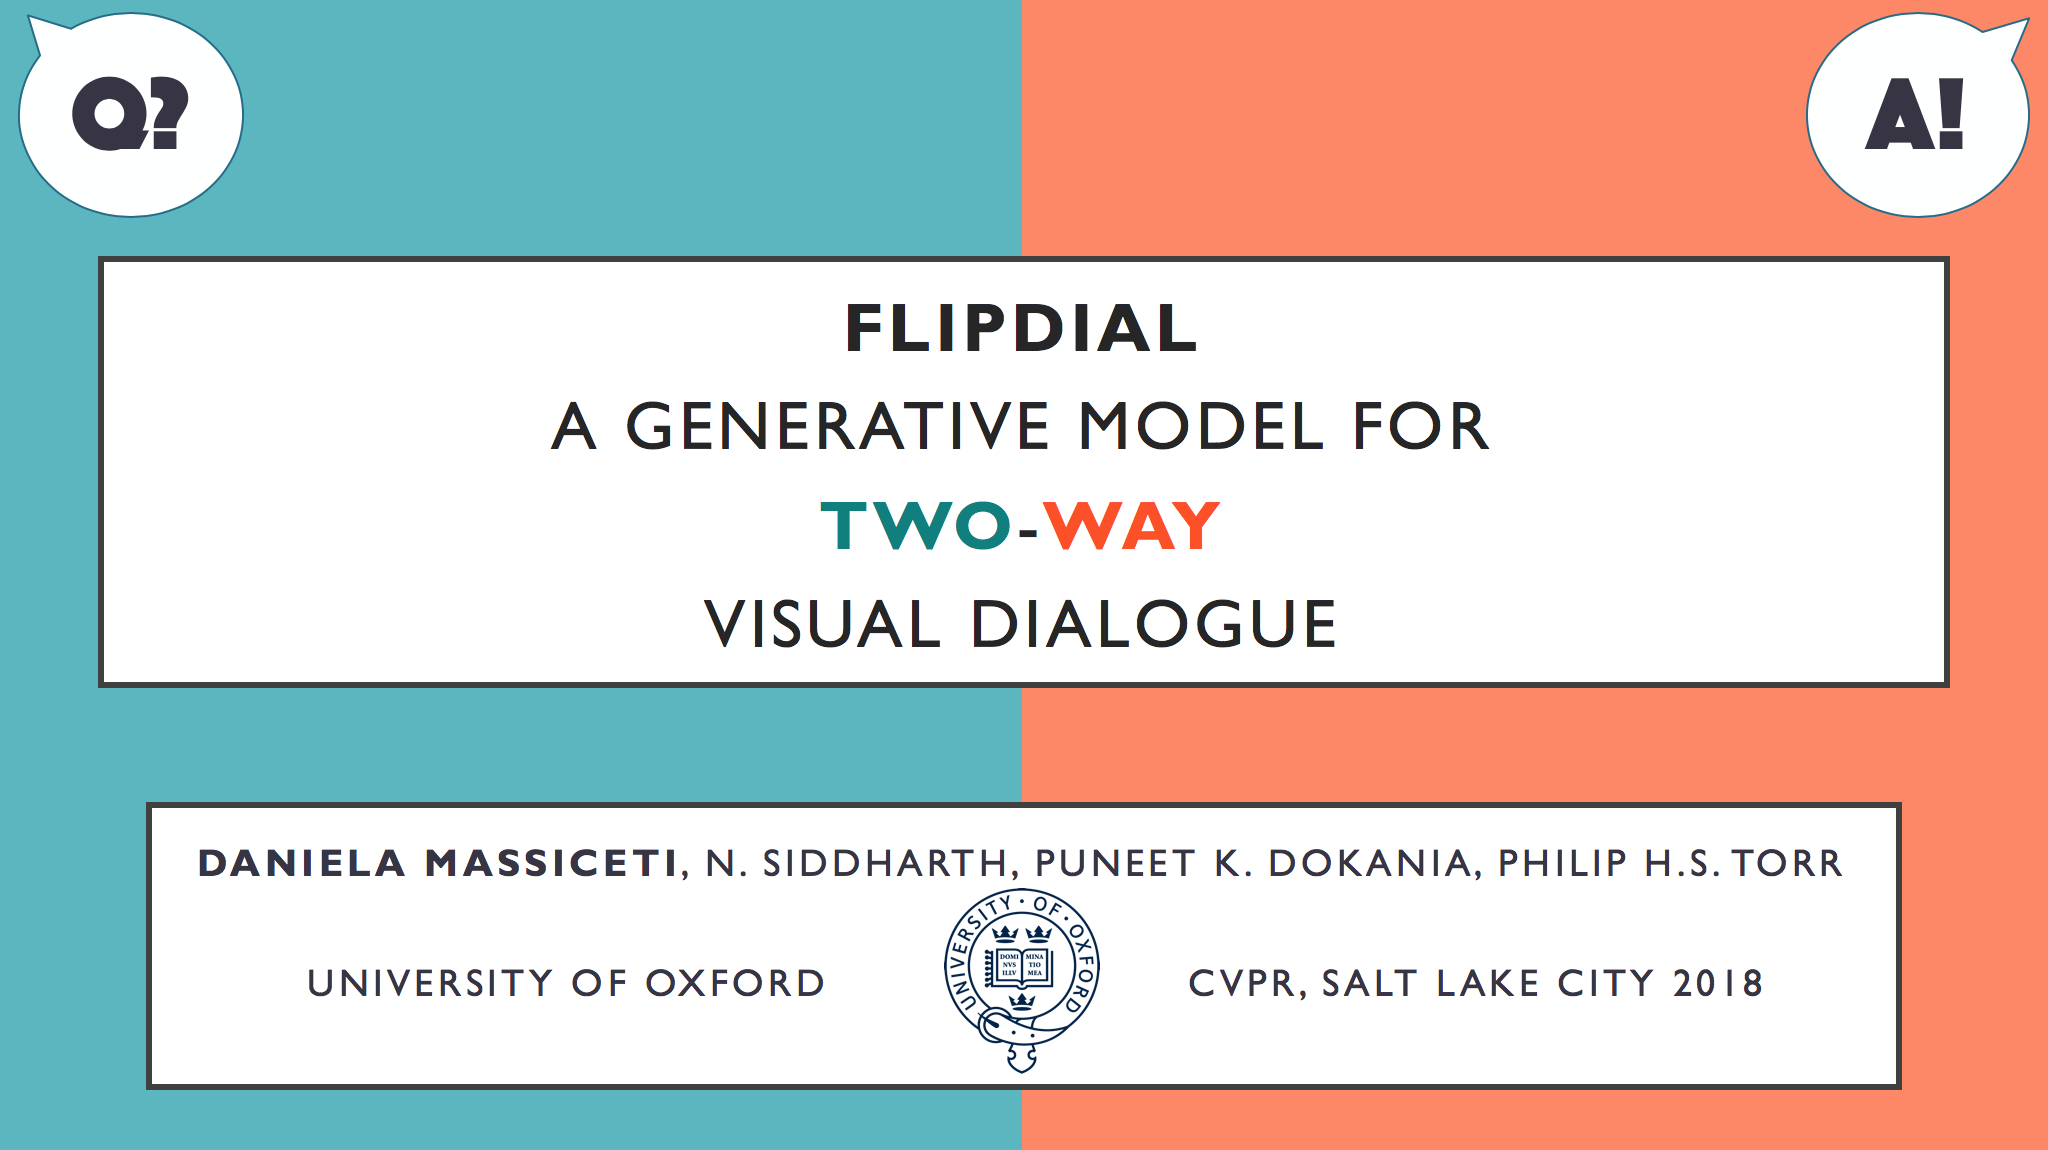 Q?
A!
FLIPDIAL
A GENERATIVE MODEL FOR
TWO-WAY
VISUAL DIALOGUE
DANIELA MASSICETI, N. SIDDHARTH, PUNEET K. DOKANIA, PHILIP H.S. TORR
UNIVERSITY OF OXFORD
UNIVERSITY · OF · OXFORD
DOMI MINA
NVS TIO
ILLV MEA
CVPR, SALT LAKE CITY 2018